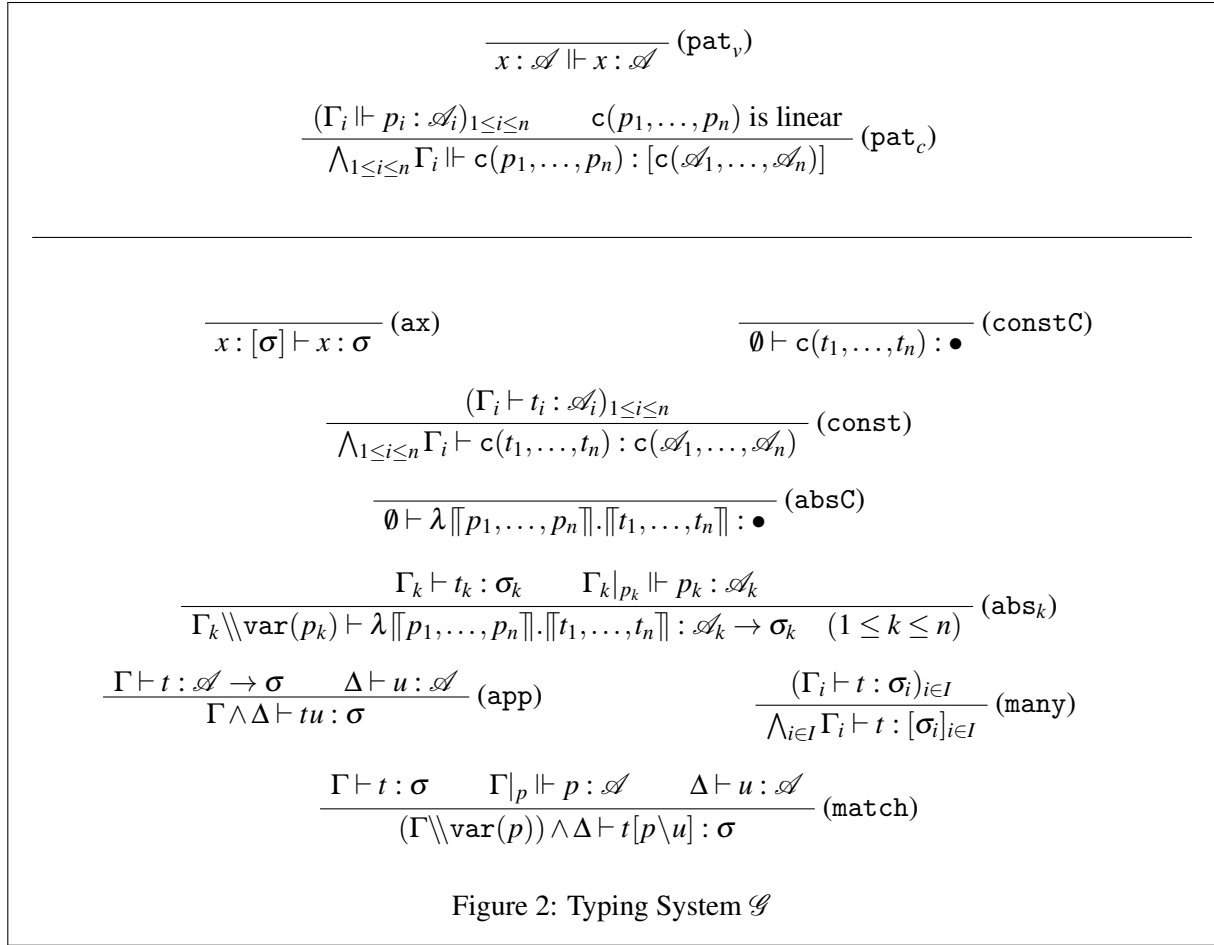 x : 𝒜 ⊩ x : 𝒜 (pat_v)
(Γ_i ⊩ p_i : 𝒜_i)_{1≤i≤n} c(p_1,…,p_n) is linear
⋀_{1≤i≤n} Γ_i ⊩ c(p_1,…,p_n) : [c(𝒜_1,…,𝒜_n)] (pat_c)
x : [σ] ⊢ x : σ (ax) ∅ ⊢ c(t_1,…,t_n) : • (constC)
(Γ_i ⊢ t_i : 𝒜_i)_{1≤i≤n}
⋀_{1≤i≤n} Γ_i ⊢ c(t_1,…,t_n) : c(𝒜_1,…,𝒜_n) (const)
∅ ⊢ λ⟦p_1,…,p_n⟧.⟦t_1,…,t_n⟧ : • (absC)
Γ_k ⊢ t_k : σ_k Γ_k|_{p_k} ⊩ p_k : 𝒜_k
Γ_k\\var(p_k) ⊢ λ⟦p_1,…,p_n⟧.⟦t_1,…,t_n⟧ : 𝒜_k → σ_k (1 ≤ k ≤ n) (abs_k)
Γ ⊢ t : 𝒜 → σ Δ ⊢ u : 𝒜 (app)
Γ ∧ Δ ⊢ tu : σ
(Γ_i ⊢ t : σ_i)_{i∈I} (many)
⋀_{i∈I} Γ_i ⊢ t : [σ_i]_{i∈I}
Γ ⊢ t : σ Γ|_p ⊩ p : 𝒜 Δ ⊢ u : 𝒜 (match)
(Γ\\var(p)) ∧ Δ ⊢ t[p\u] : σ
Figure 2: Typing System 𝒢